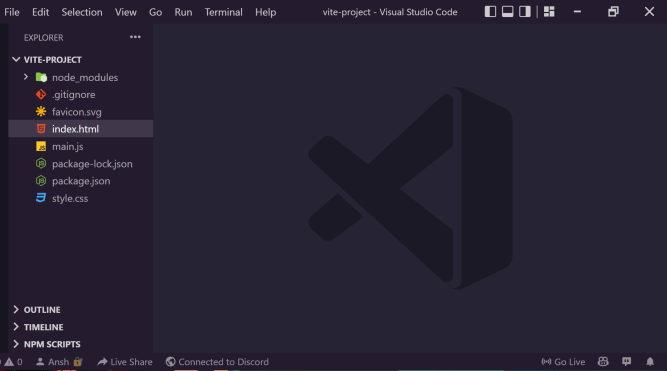 File Edit Selection View Go Run Terminal Help vite-project - Visual Studio Code
EXPLORER
VITE-PROJECT
node_modules
.gitignore
favicon.svg
index.html
main.js
package-lock.json
package.json
style.css
OUTLINE
TIMELINE
NPM SCRIPTS
0 Ansh Live Share Connected to Discord Go Live